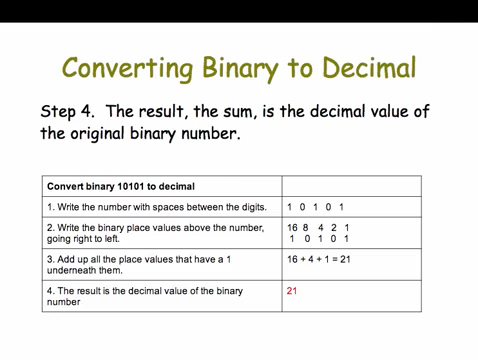 Converting Binary to Decimal
Step 4. The result, the sum, is the decimal value of
the original binary number.
Convert binary 10101 to decimal
1. Write the number with spaces between the digits.
1 0 1 0 1
2. Write the binary place values above the number,
going right to left.
16 8 4 2 1
1 0 1 0 1
3. Add up all the place values that have a 1
underneath them.
16 + 4 + 1 = 21
4. The result is the decimal value of the binary
number
21